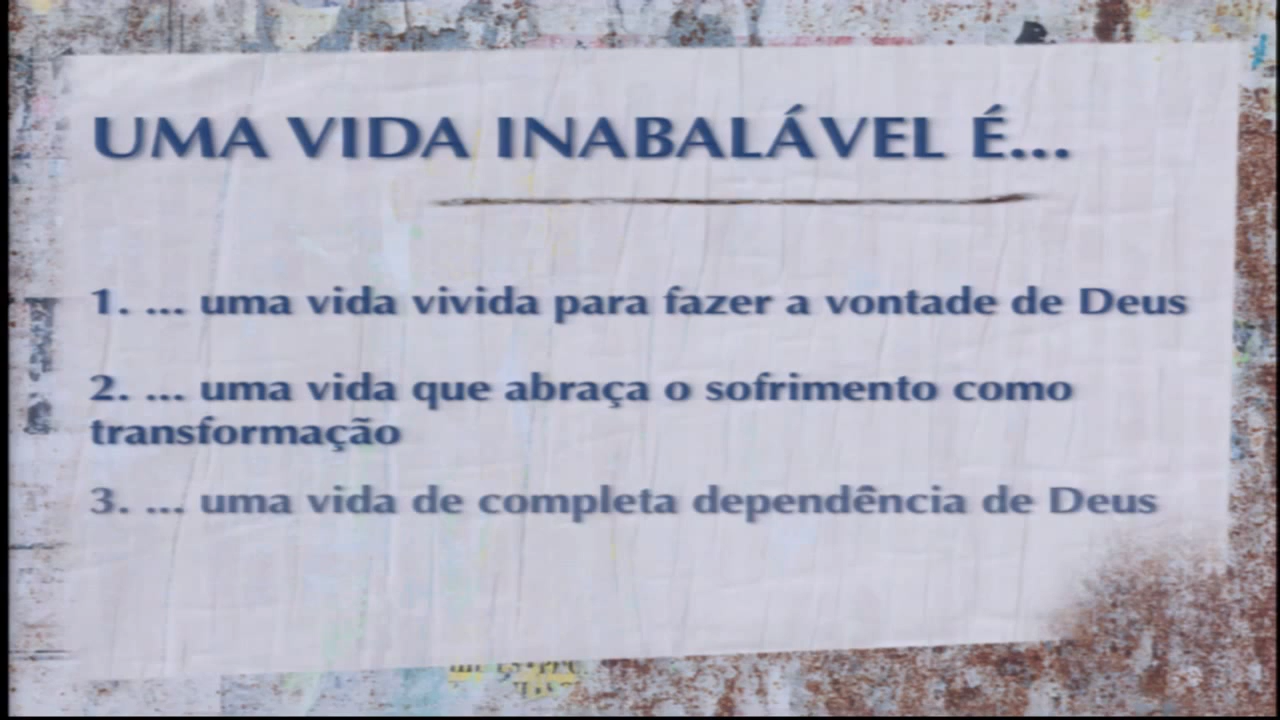 UMA VIDA INABALÁVEL É...
1. ... uma vida vivida para fazer a vontade de Deus
2. ... uma vida que abraça o sofrimento como
transformação
3. ... uma vida de completa dependência de Deus